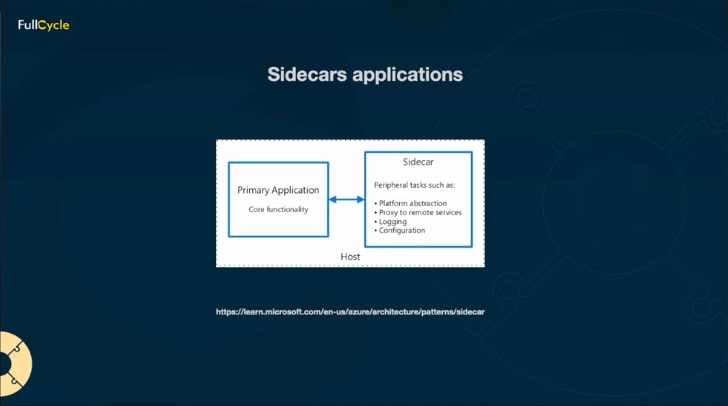 FullCycle
Sidecars applications
Primary Application
Core functionality
Sidecar
Peripheral tasks such as:
• Platform abstraction
• Proxy to remote services
• Logging
• Configuration
Host
https://learn.microsoft.com/en-us/azure/architecture/patterns/sidecar